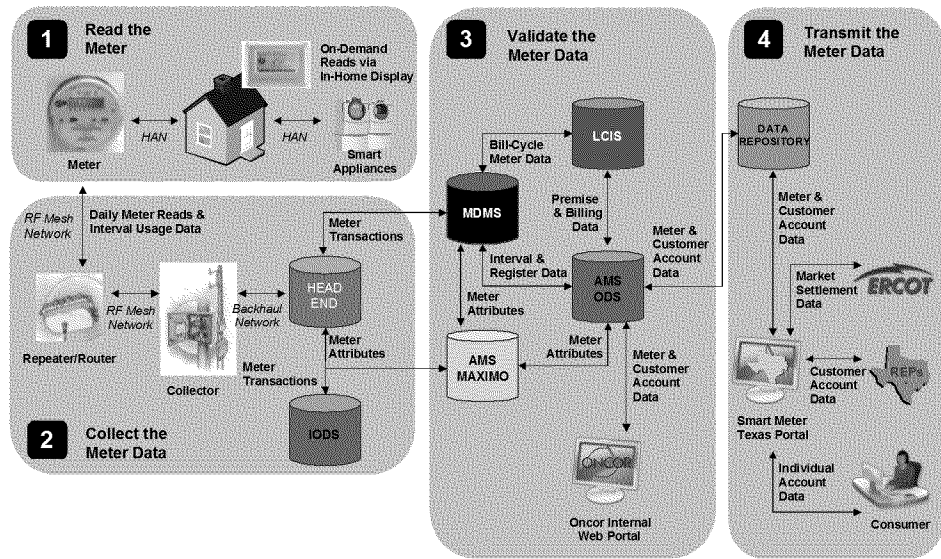 1
Read the
Meter
On-Demand
Reads via
In-Home Display
HAN
HAN
Meter
Smart
Appliances
RF Mesh
Network
Daily Meter Reads &
Interval Usage Data
Meter
Transactions
HEAD
END
RF Mesh
Network
Backhaul
Network
Repeater/Router
Collector
Meter
Attributes
Meter
Transactions
IODS
2
Collect the
Meter Data
3
Validate the
Meter Data
LCIS
Bill-Cycle
Meter Data
MDMS
Premise
& Billing
Data
Meter &
Customer
Account
Data
Interval &
Register Data
AMS
ODS
Meter
Attributes
AMS
MAXIMO
Meter
Attributes
Meter &
Customer
Account
Data
ONCOR
Oncor Internal
Web Portal
4
Transmit the
Meter Data
DATA
REPOSITORY
Meter &
Customer
Account
Data
Market
Settlement
Data
ERCOT
Customer
Account
Data
REPs
Smart Meter
Texas Portal
Individual
Account
Data
Consumer